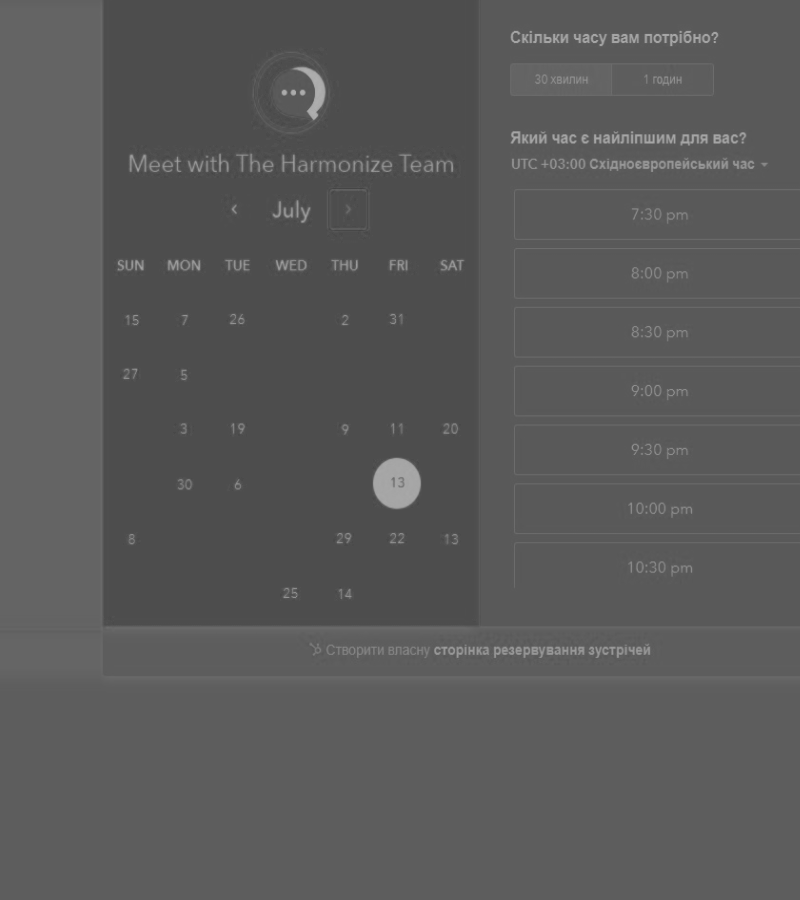 Meet with The Harmonize Team
July
SUN MON TUE WED THU FRI SAT
15 7 26 2 31
27 5
3 19 9 11 20
30 6 13
8 29 22 13
25 14
Скільки часу вам потрібно?
30 хвилин 1 годин
Який час є найліпшим для вас?
UTC +03:00 Східноєвропейський час
7:30 pm
8:00 pm
8:30 pm
9:00 pm
9:30 pm
10:00 pm
10:30 pm
Створити власну сторінка резервування зустрічей